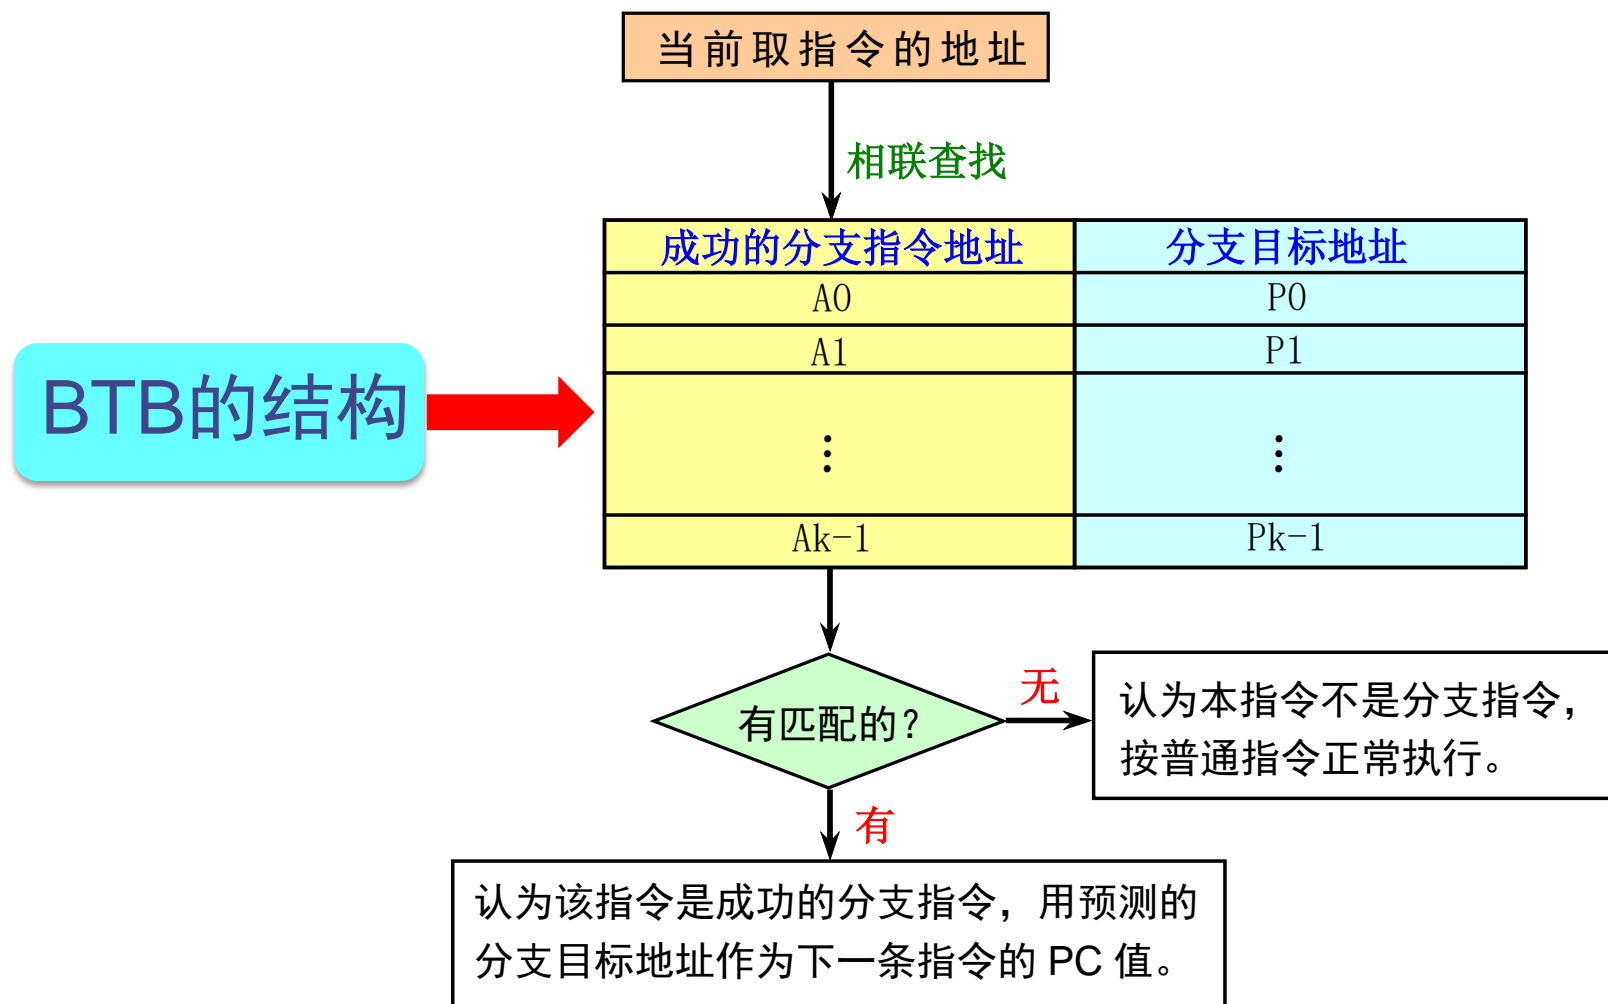 当前取指令的地址
相联查找
成功的分支指令地址 分支目标地址
A0 P0
A1 P1
BTB的结构
⋮ ⋮
Ak-1 Pk-1
有匹配的？
无
认为本指令不是分支指令，
按普通指令正常执行。
有
认为该指令是成功的分支指令，用预测的
分支目标地址作为下一条指令的 PC 值。